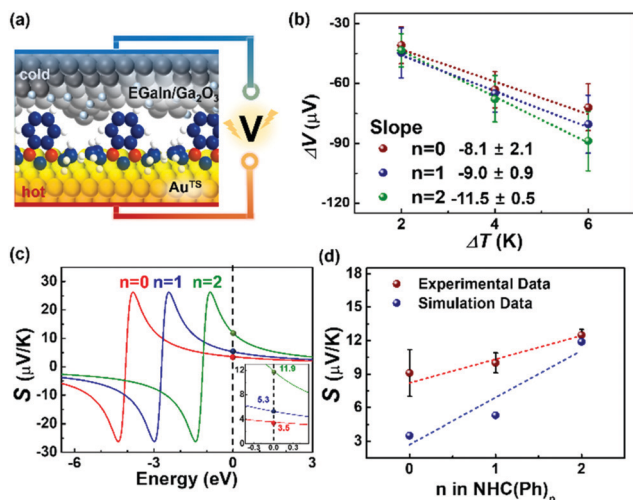 (a)
cold
EGaIn/Ga₂O₃
V
hot
Au^TS
(b)
ΔV (μV)
-30
-60
-90
-120
Slope
n=0 -8.1 ± 2.1
n=1 -9.0 ± 0.9
n=2 -11.5 ± 0.5
2 4 6
ΔT (K)
(c)
S (μV/K)
30
20
10
0
-10
-20
-30
n=0 n=1 n=2
12
8
4
0
11.9
5.3
3.5
-0.3 0.0 0.3
-6 -3 0 3
Energy (eV)
(d)
S (μV/K)
18
15
12
9
6
3
Experimental Data
Simulation Data
0 1 2
n in NHC(Ph)ₙ